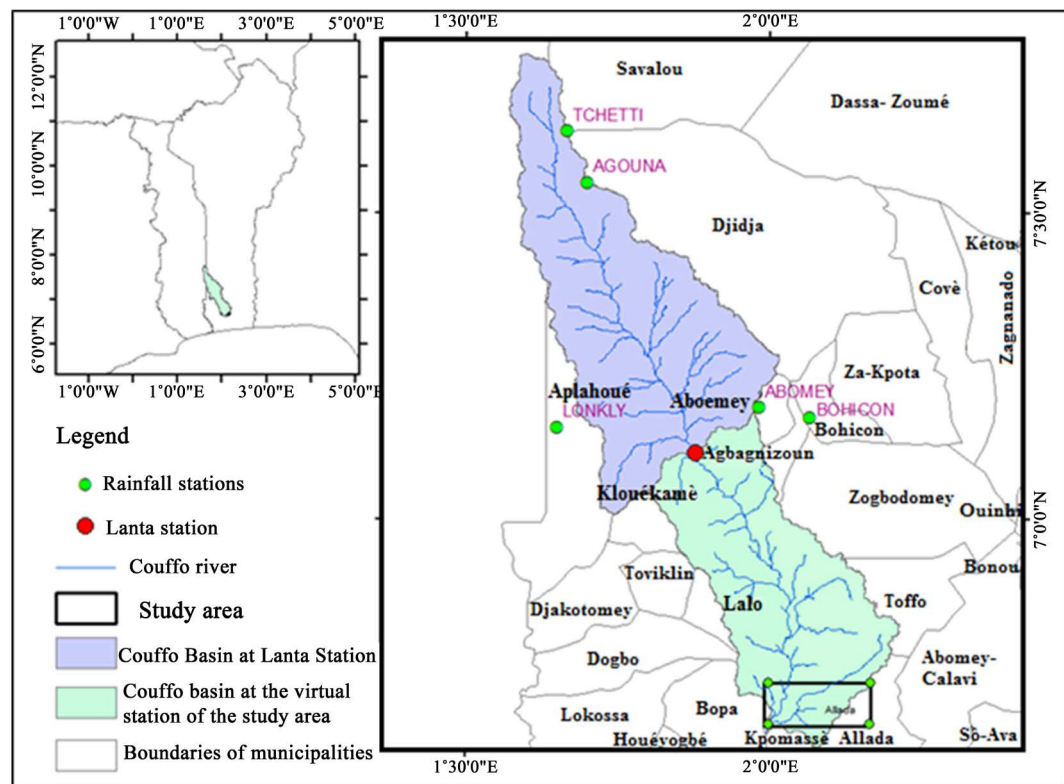 1°0'0"W 1°0'0"E 3°0'0"E 5°0'0"E
12°0'0"N
10°0'0"N
8°0'0"N
6°0'0"N
1°0'0"W 1°0'0"E 3°0'0"E 5°0'0"E
Legend
Rainfall stations
Lanta station
Couffo river
Study area
Couffo Basin at Lanta Station
Couffo basin at the virtual
station of the study area
Boundaries of municipalities
1°30'0"E 2°0'0"E
Savalou
Dassa- Zoumé
TCHETTI
AGOUNA
Djidja
7°30'0"N
Kétou
Covè
Zagnanado
Za-Kpota
Aplahoué
LONKLY
Aboemey
ABOMEY
BOHICON
Bohicon
Agbagnizoun
Klouékamè
Zogbodomey
Ouinhi
7°0'0"N
Bonou
Toviklin
Djakotomey
Lalo
Toffo
Dogbo
Abomey-
Calavi
Lokossa
Bopa
Allada
Houéyogbé
Kpomassè
Allada
Sô-Ava
1°30'0"E 2°0'0"E